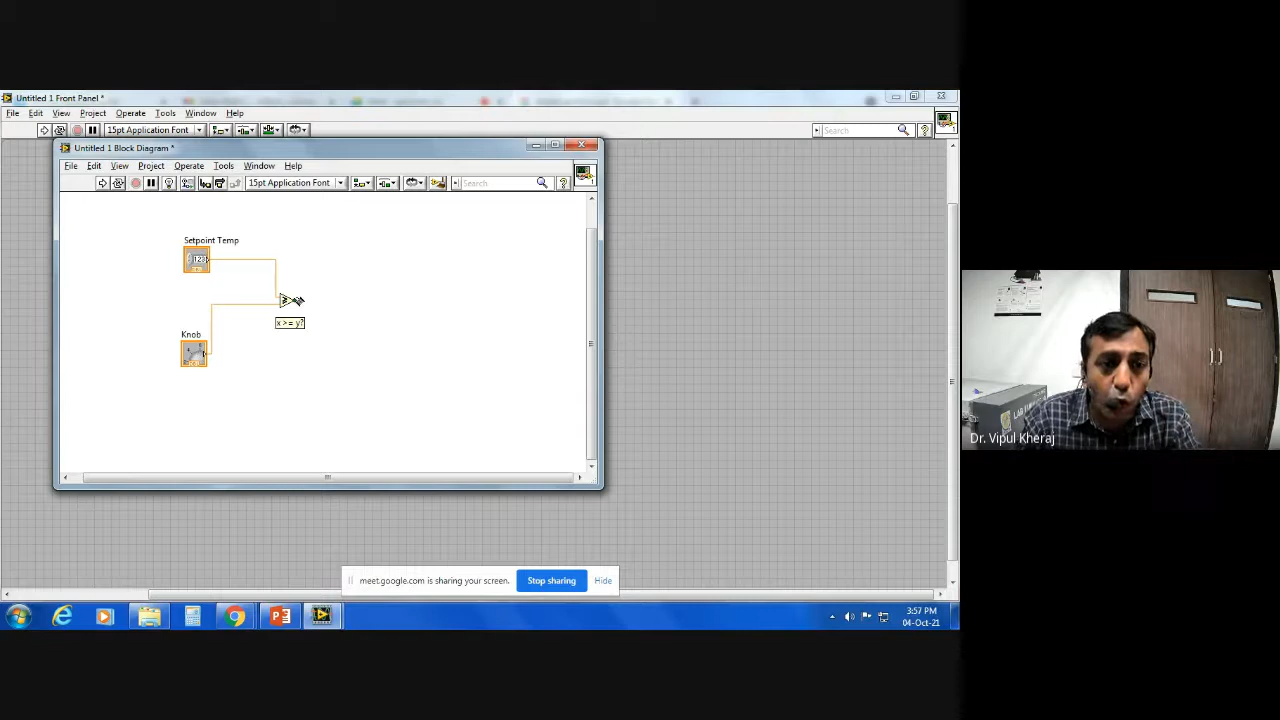 Untitled 1 Front Panel *
File Edit View Project Operate Tools Window Help
15pt Application Font
Search
Untitled 1 Block Diagram *
File Edit View Project Operate Tools Window Help
15pt Application Font
Search
Setpoint Temp
Knob
x >= y?
Dr. Vipul Kheraj
meet.google.com is sharing your screen.
Stop sharing
Hide
3:57 PM
04-Oct-21